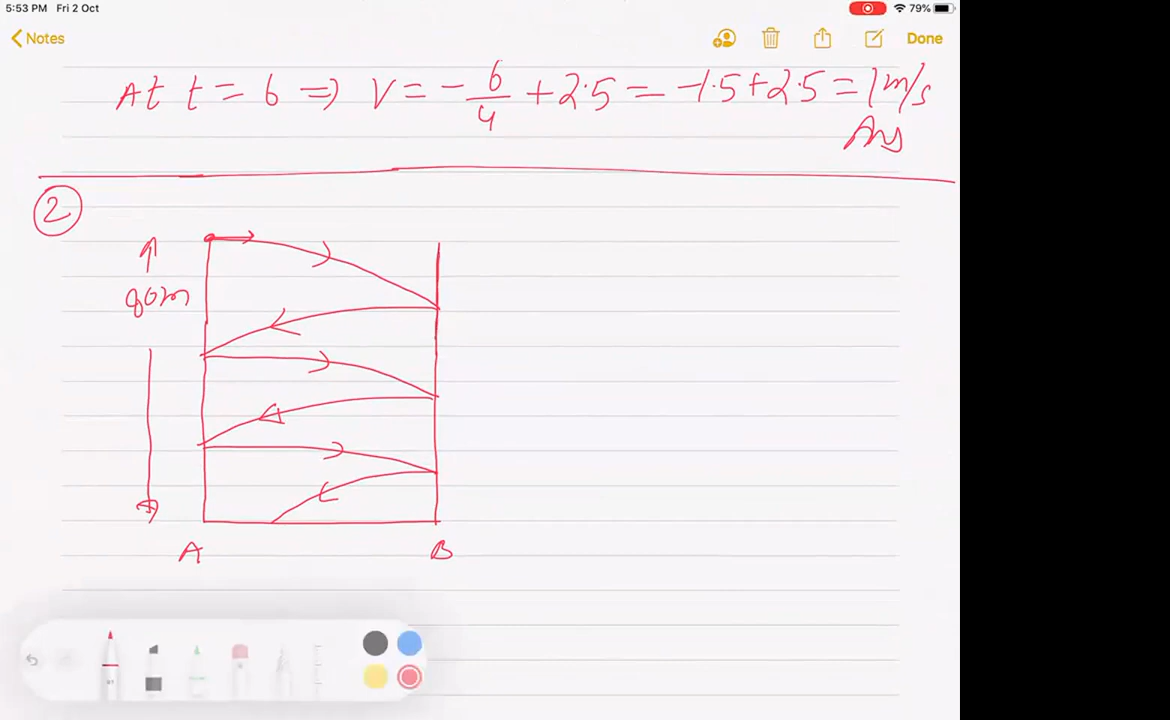 5:53 PM Fri 2 Oct
79%
Notes
Done
At t = 6 ⇒ V = - 6/4 + 2.5 = -1.5 + 2.5 = 1 m/s
Ans
2
90m
A B